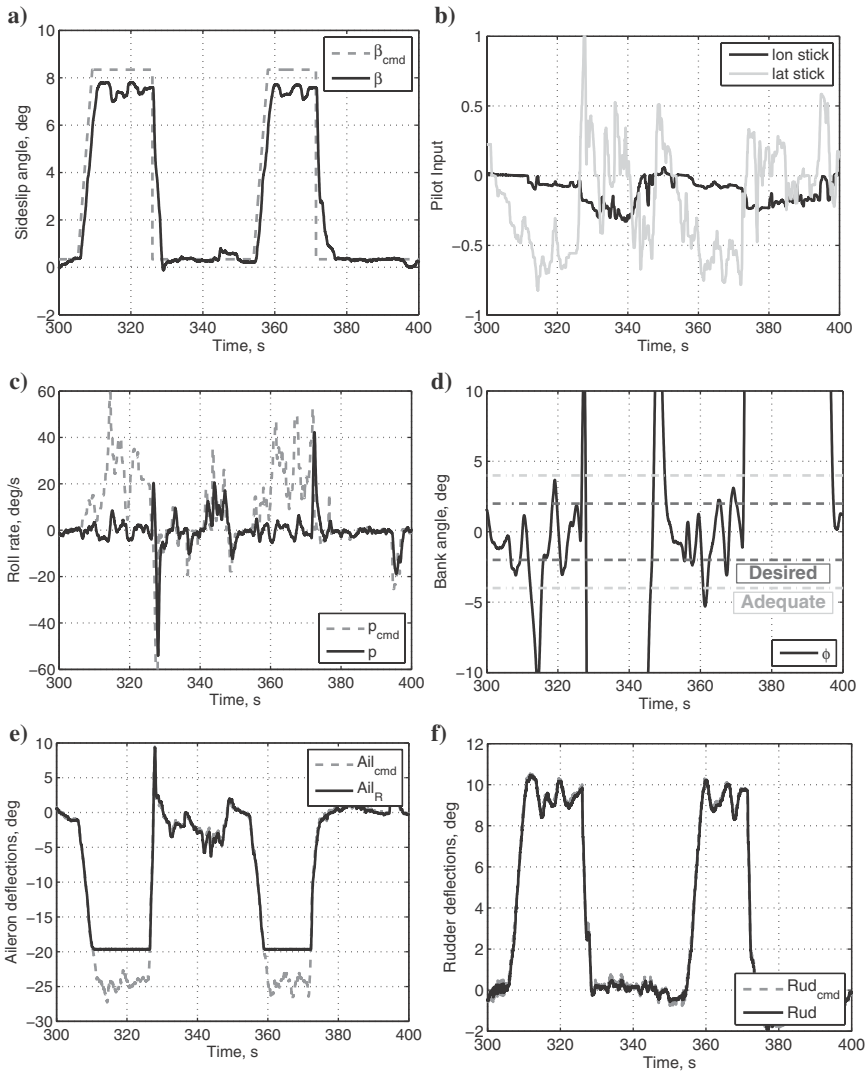 a)
10
8
6
4
2
0
−2
300
320
340
360
380
400
Sideslip angle, deg
Time, s
βcmd
β
b)
1
0.5
0
−0.5
−1
300
320
340
360
380
400
Pilot Input
Time, s
lon stick
lat stick
c)
60
40
20
0
−20
−40
−60
300
320
340
360
380
400
Roll rate, deg/s
Time, s
pcmd
p
d)
10
5
0
−5
−10
300
320
340
360
380
400
Bank angle, deg
Time, s
Desired
Adequate
ϕ
e)
10
5
0
−5
−10
−15
−20
−25
−30
300
320
340
360
380
400
Aileron deflections, deg
Time, s
Ailcmd
AilR
f)
12
10
8
6
4
2
0
−2
300
320
340
360
380
400
Rudder deflections, deg
Time, s
Rudcmd
Rud